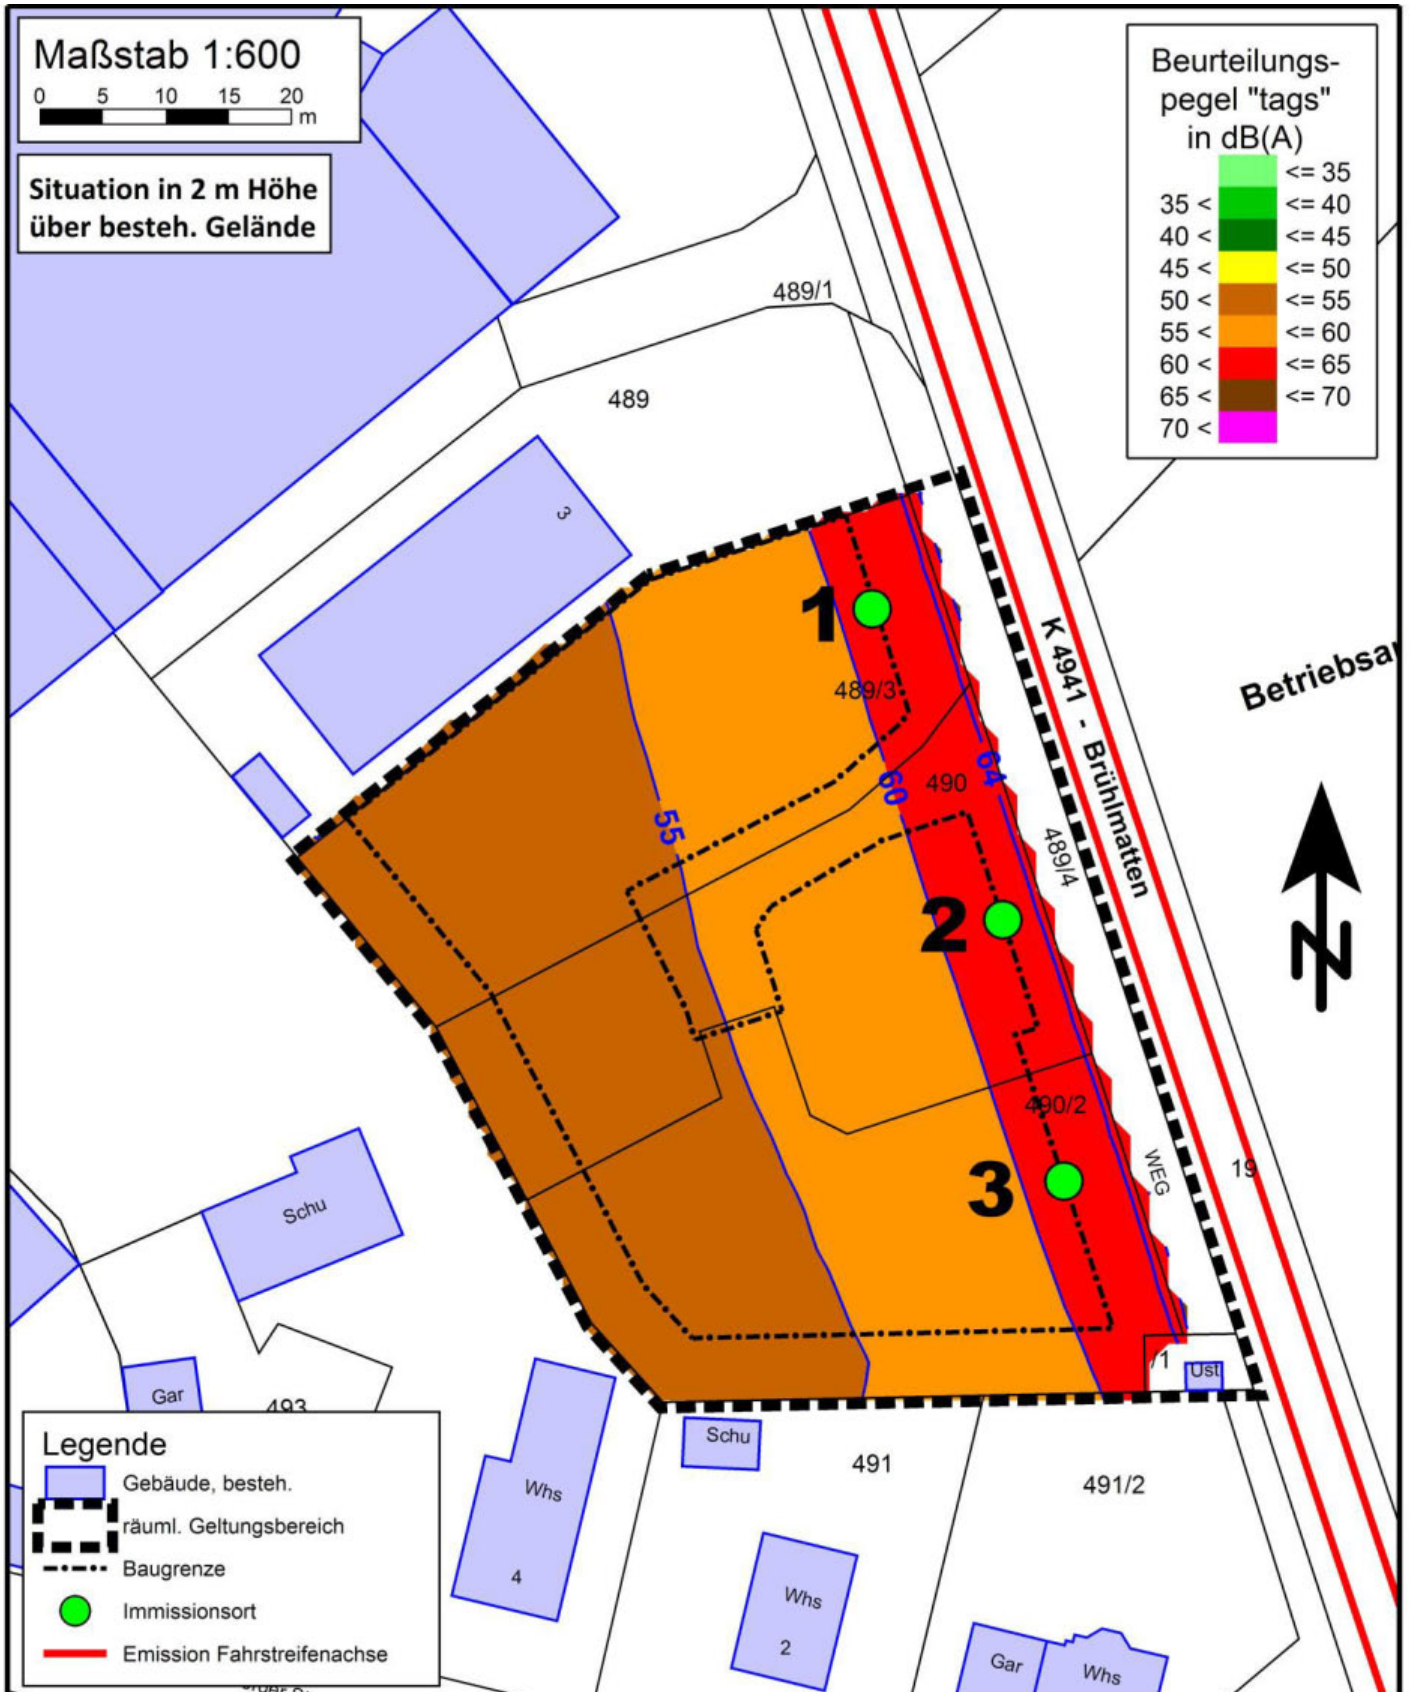 Maßstab 1:600
0 5 10 15 20
m
Situation in 2 m Höhe
über besteh. Gelände
Beurteilungs-
pegel "tags"
in dB(A)
<= 35
35 < <= 40
40 < <= 45
45 < <= 50
50 < <= 55
55 < <= 60
60 < <= 65
65 < <= 70
70 <
489/1
489
3
1
K 4941 - Brühlmatten
Betriebsa
489/3
60
490
64
55
489/4
2
N
490/2
3
WEG
19
Schu
/1
Ust
Gar
493
Schu
491
491/2
Whs
4
Whs
2
Gar
Whs
Legende
Gebäude, besteh.
räuml. Geltungsbereich
Baugrenze
Immissionsort
Emission Fahrstreifenachse